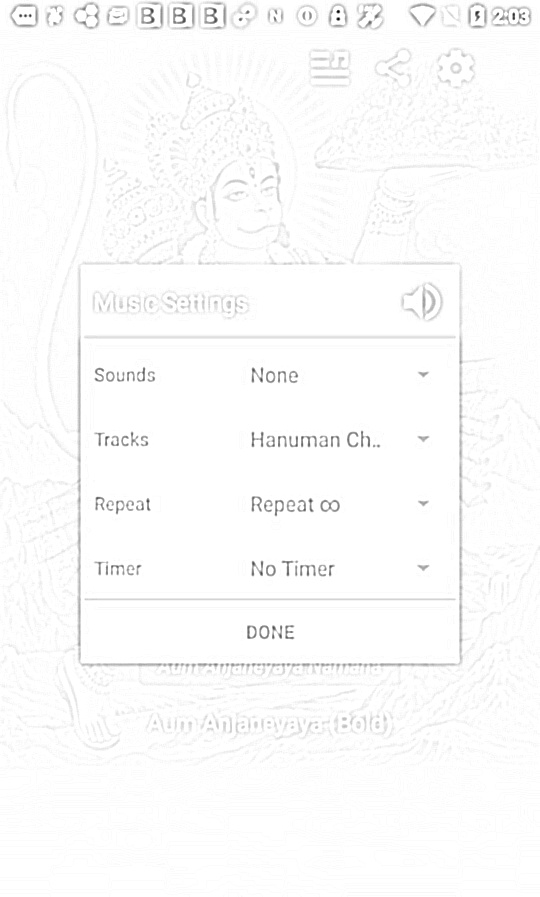 B B B N 2:03
Music Settings
Sounds None
Tracks Hanuman Ch..
Repeat Repeat ∞
Timer No Timer
DONE
Aum Anjaneyaya Namaha
Aum Anjaneyaya (Bold)